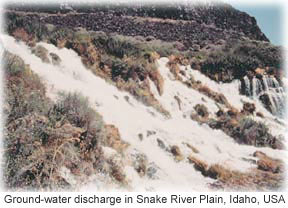 Ground-water discharge in Snake River Plain, Idaho, USA